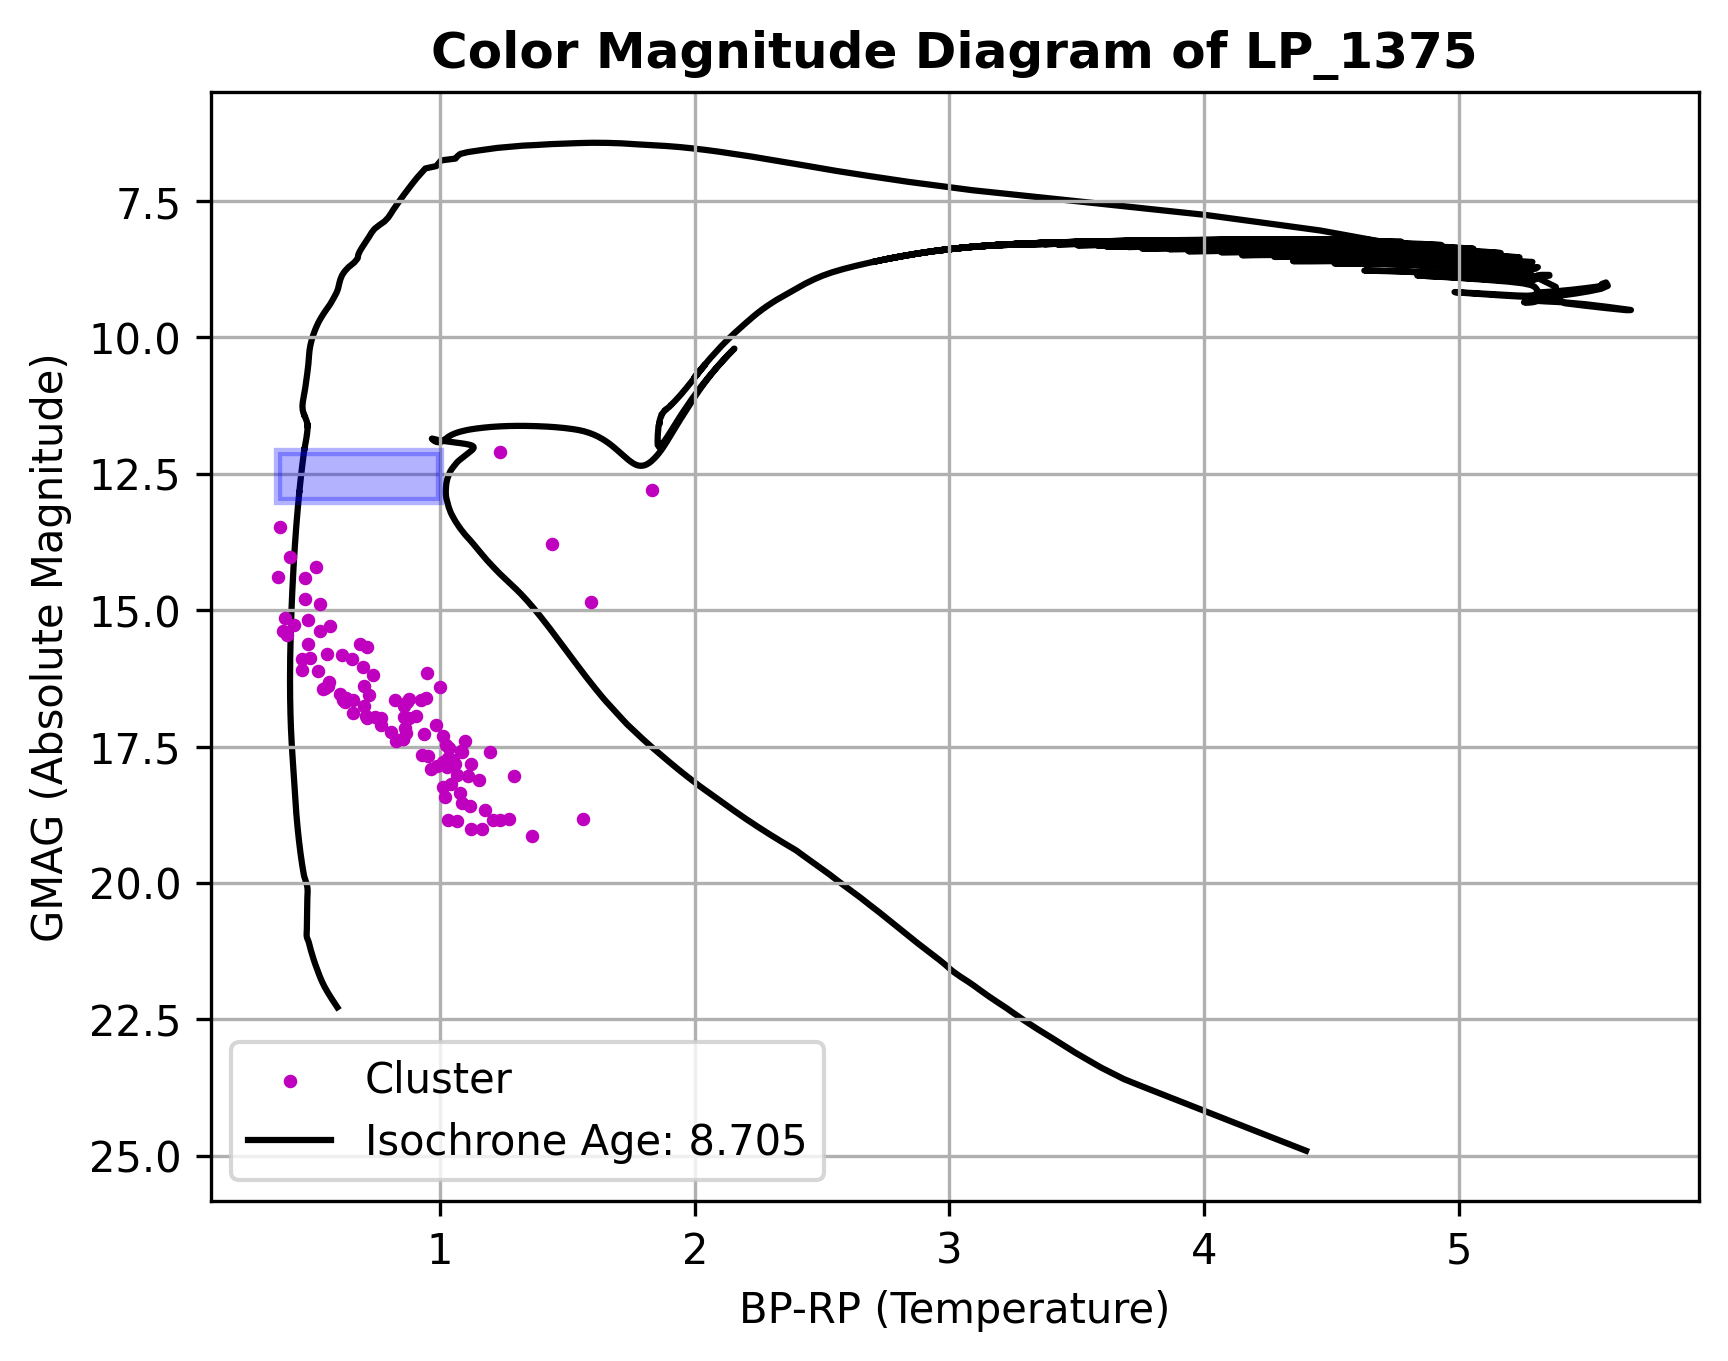 Color Magnitude Diagram of LP_1375
GMAG (Absolute Magnitude)
7.5
10.0
12.5
15.0
17.5
20.0
22.5
25.0
Cluster
Isochrone Age: 8.705
1 2 3 4 5
BP-RP (Temperature)